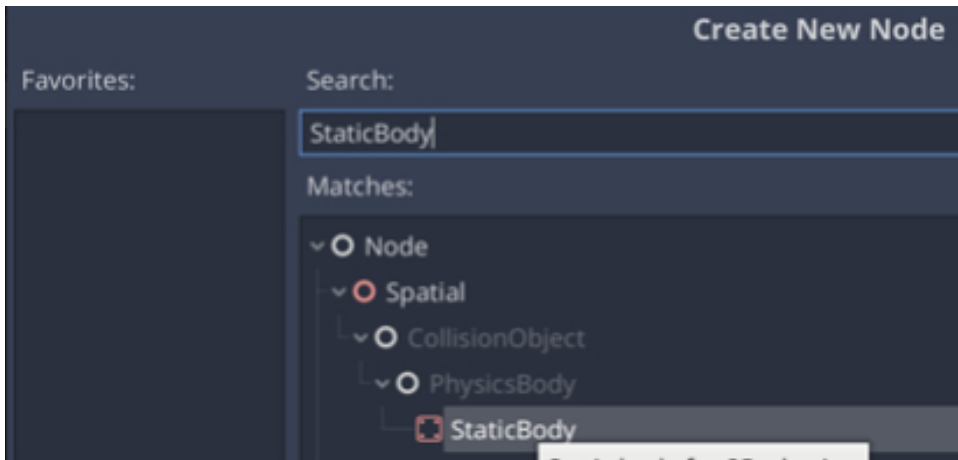 Create New Node
Favorites:
Search:
StaticBody
Matches:
Node
Spatial
CollisionObject
PhysicsBody
StaticBody